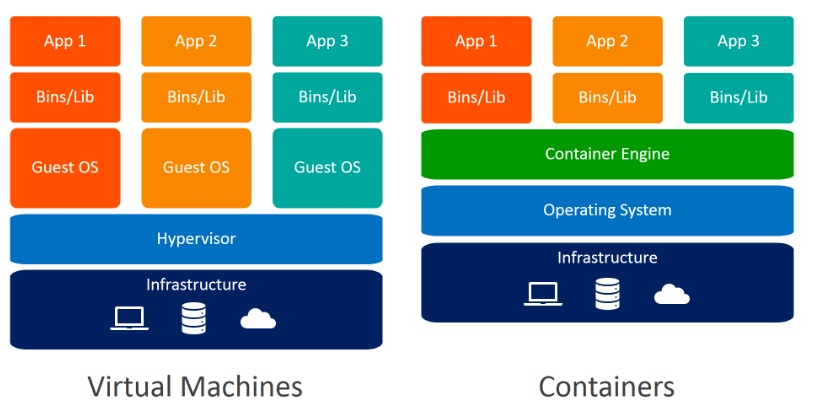 App 1
App 2
App 3
Bins/Lib
Bins/Lib
Bins/Lib
Guest OS
Guest OS
Guest OS
Hypervisor
Infrastructure
Virtual Machines
App 1
App 2
App 3
Bins/Lib
Bins/Lib
Bins/Lib
Container Engine
Operating System
Infrastructure
Containers